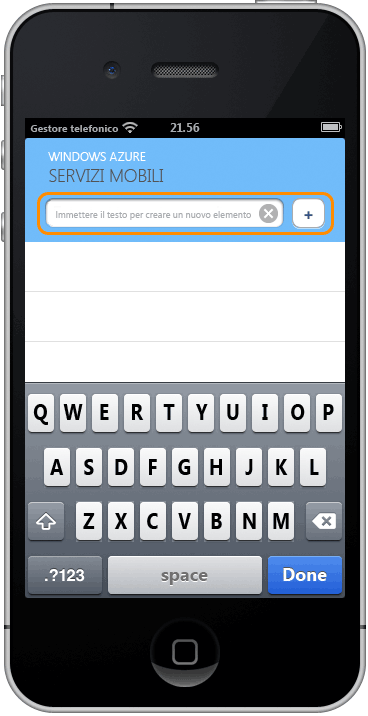 Gestore telefonico 21.56
WINDOWS AZURE
SERVIZI MOBILI
Immettere il testo per creare un nuovo elemento +
Q W E R T Y U I O P
A S D F G H J K L
Z X C V B N M
.?123 space Done